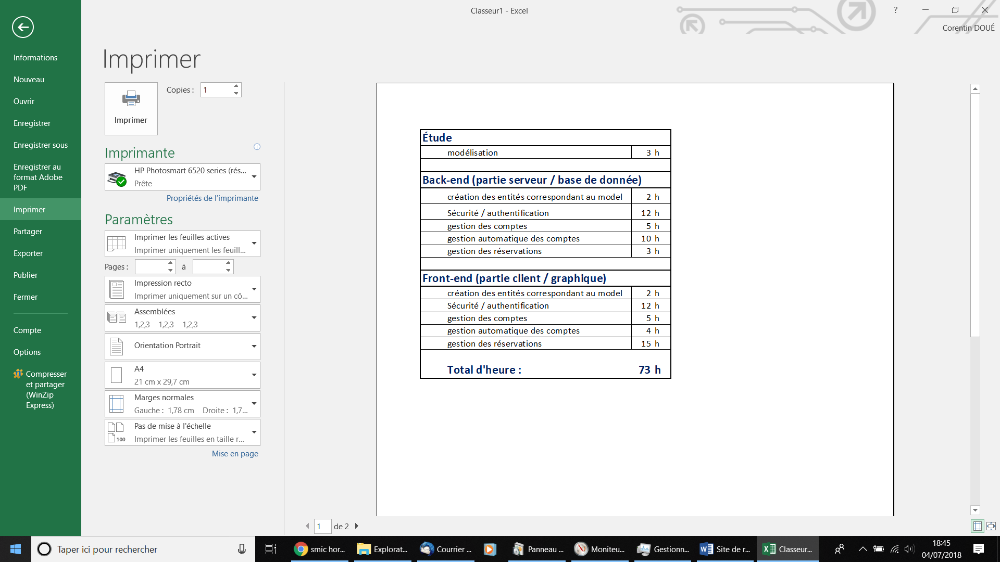 Classeur1 - Excel
?
Corentin DOUÉ
Informations
Nouveau
Ouvrir
Enregistrer
Enregistrer sous
Enregistrer au
format Adobe
PDF
Imprimer
Partager
Exporter
Publier
Fermer
Compte
Options
Compresser
et partager
(WinZip
Express)
Imprimer
Imprimer
Copies : 1
Imprimante
HP Photosmart 6520 series (rés...
Prête
Propriétés de l'imprimante
Paramètres
Imprimer les feuilles actives
Imprimer uniquement les feuill...
Pages : à
Impression recto
Imprimer uniquement sur un cô...
Assemblées
1,2,3 1,2,3 1,2,3
Orientation Portrait
A4
21 cm x 29,7 cm
Marges normales
Gauche : 1,78 cm Droite : 1,7...
Pas de mise à l'échelle
100 Imprimer les feuilles en taille r...
Mise en page
Étude
modélisation 3 h
Back-end (partie serveur / base de donnée)
création des entités correspondant au model 2 h
Sécurité / authentification 12 h
gestion des comptes 5 h
gestion automatique des comptes 10 h
gestion des réservations 3 h
Front-end (partie client / graphique)
création des entités correspondant au model 2 h
Sécurité / authentification 12 h
gestion des comptes 5 h
gestion automatique des comptes 4 h
gestion des réservations 15 h
Total d'heure : 73 h
1 de 2
Taper ici pour rechercher
smic hor...
Explorat...
Courrier ...
Panneau ...
Moniteu...
Gestionn...
Site de r...
Classeur...
18:45
04/07/2018